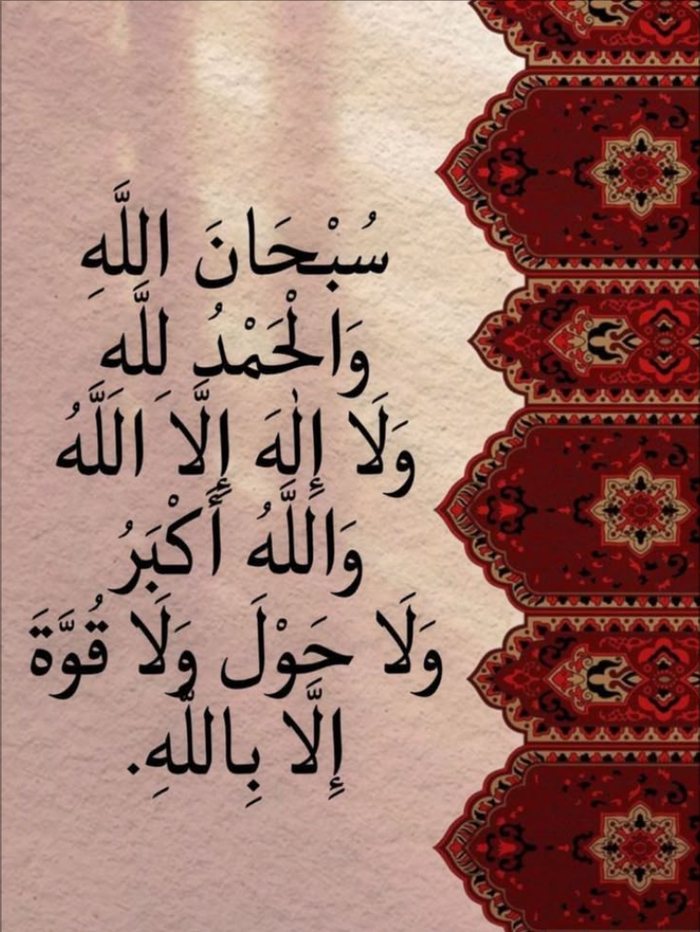 سُبْحَانَ اللَّهِ
وَالْحَمْدُ للَّه
وَلَا إِلٰهَ إِلَّا َ اللَّهُ
وَاللَّهُ أَكْبَرُ
وَلَا حَوْلَ وَلَا قُوَّةَ
إِلَّا بِاللَّهِ.